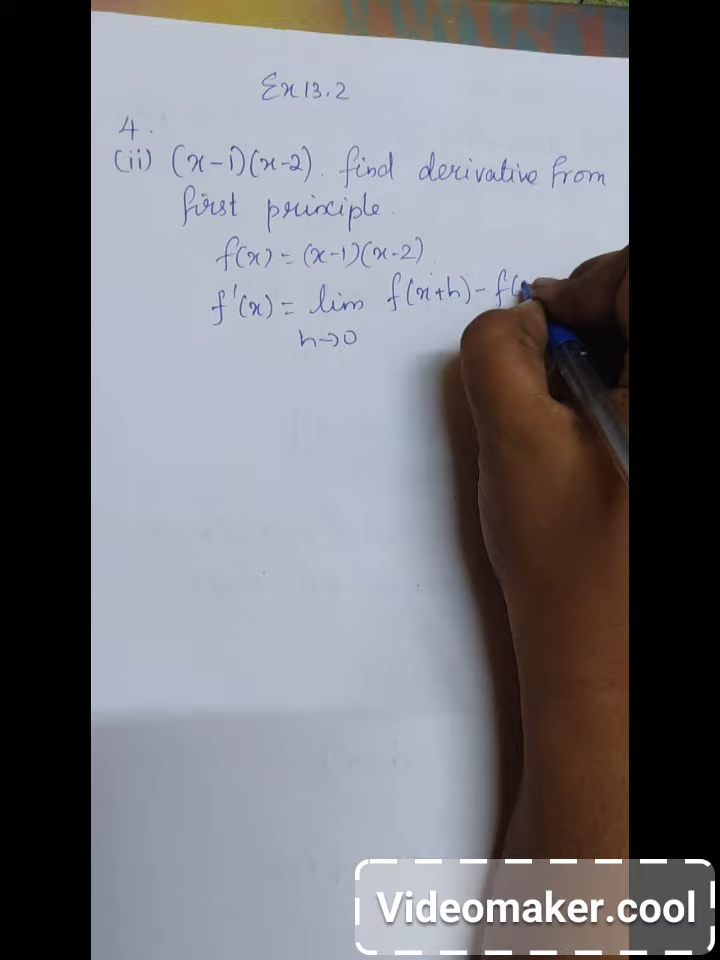 Ex 13.2
4.
(ii) (x-1)(x-2). find derivative from
first principle.
f(x) = (x-1)(x-2).
f'(x) = lim f(x+h) - f(
h→0
Videomaker.cool